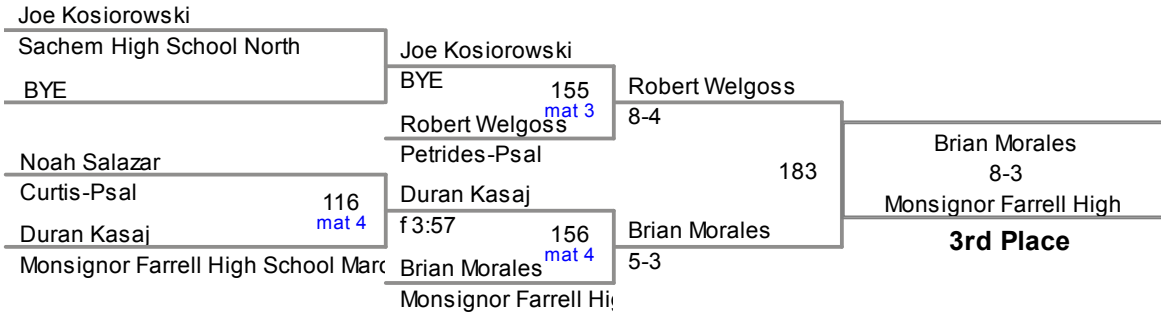 Joe Kosiorowski
Sachem High School North
BYE
Noah Salazar
Curtis-Psal
116
mat 4
Duran Kasaj
Monsignor Farrell High School
Joe Kosiorowski
BYE
155
mat 3
Robert Welgoss
Petrides-Psal
Duran Kasaj
f 3:57
156
mat 4
Brian Morales
Monsignor Farrell
Robert Welgoss
8-4
183
Brian Morales
5-3
Brian Morales
8-3
Monsignor Farrell High
3rd Place